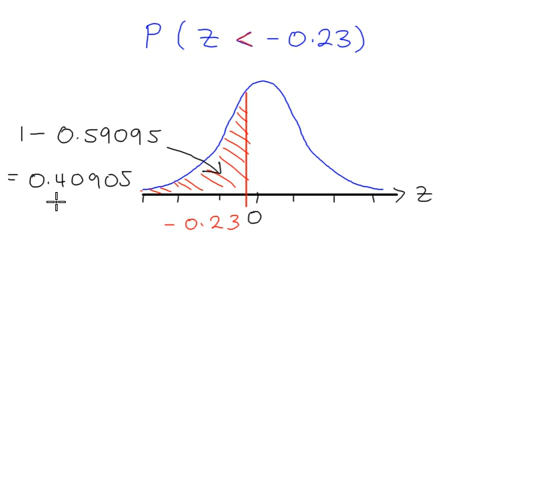 P ( Z < - 0.23)
1 - 0.59095
= 0.40905
Z
- 0.23 0